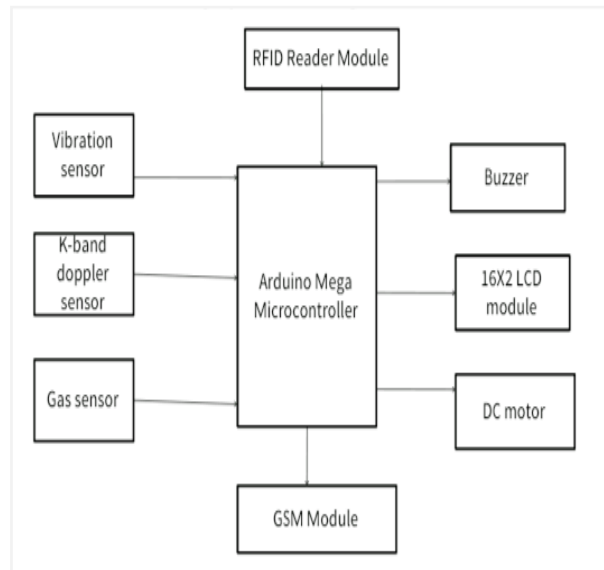 RFID Reader Module
Vibration
sensor
K-band
doppler
sensor
Gas sensor
Arduino Mega
Microcontroller
Buzzer
16X2 LCD
module
DC motor
GSM Module